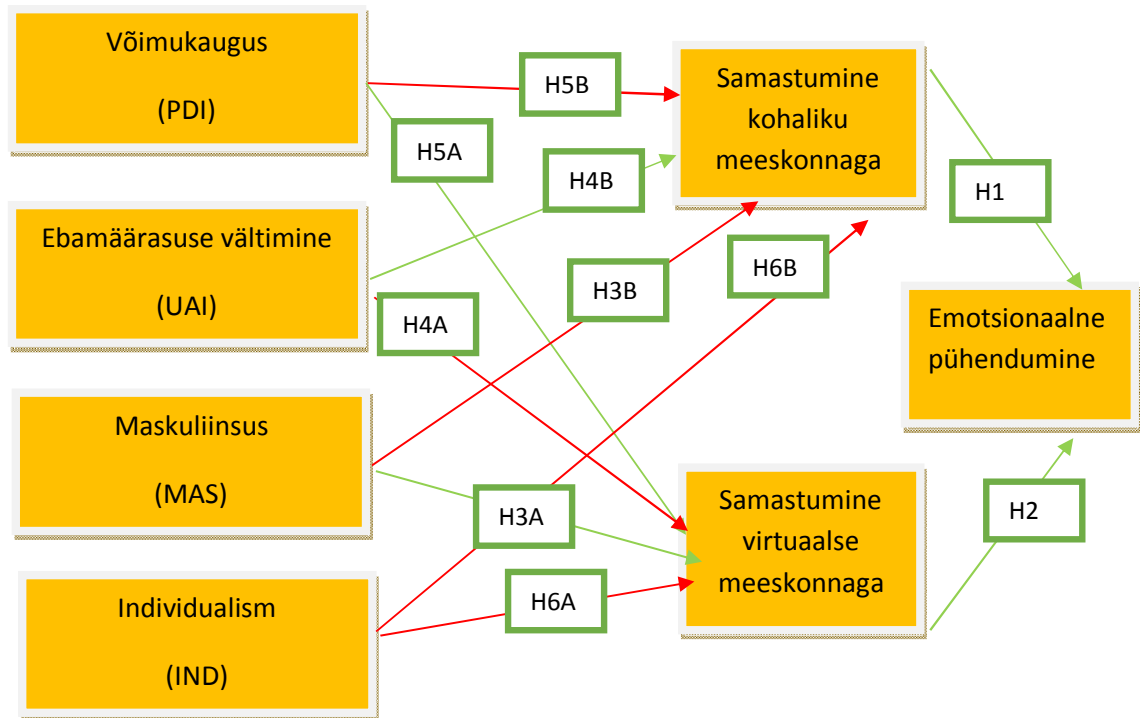 Võimukaugus
(PDI)
Ebamäärasuse vältimine
(UAI)
Maskuliinsus
(MAS)
Individualism
(IND)
H5B
H5A
H4B
H4A
H3B
H6B
H3A
H6A
Samastumine
kohaliku
meeskonnaga
Samastumine
virtuaalse
meeskonnaga
H1
H2
Emotsionaalne
pühendumine